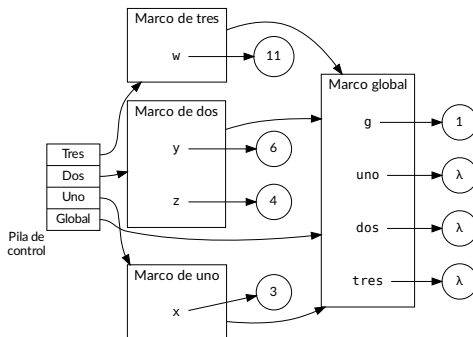 Marco de tres
w
11
Marco de dos
y
6
z
4
Tres
Dos
Uno
Global
Pila de
control
Marco de uno
x
3
Marco global
g
1
uno
λ
dos
λ
tres
λ